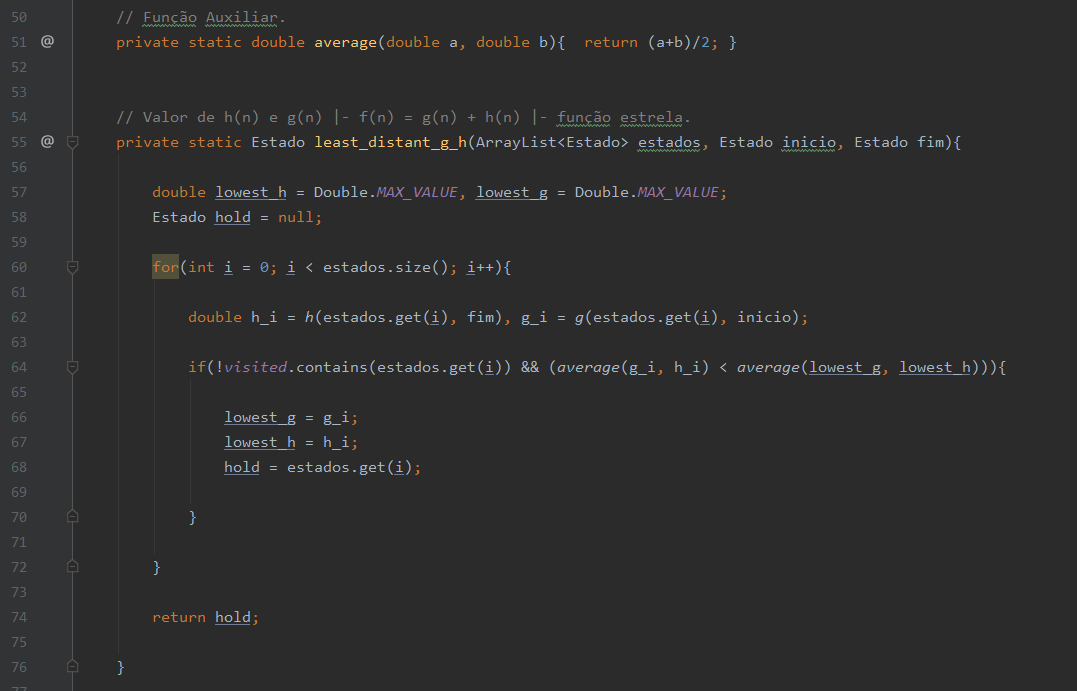 50 // Função Auxiliar.
51 @ private static double average(double a, double b){ return (a+b)/2; }
52
53
54 // Valor de h(n) e g(n) |- f(n) = g(n) + h(n) |- função estrela.
55 @ private static Estado least_distant_g_h(ArrayList<Estado> estados, Estado inicio, Estado fim){
56
57 double lowest_h = Double.MAX_VALUE, lowest_g = Double.MAX_VALUE;
58 Estado hold = null;
59
60 for(int i = 0; i < estados.size(); i++){
61
62 double h_i = h(estados.get(i), fim), g_i = g(estados.get(i), inicio);
63
64 if(!visited.contains(estados.get(i)) && (average(g_i, h_i) < average(lowest_g, lowest_h))){
65
66 lowest_g = g_i;
67 lowest_h = h_i;
68 hold = estados.get(i);
69
70 }
71
72 }
73
74 return hold;
75
76 }